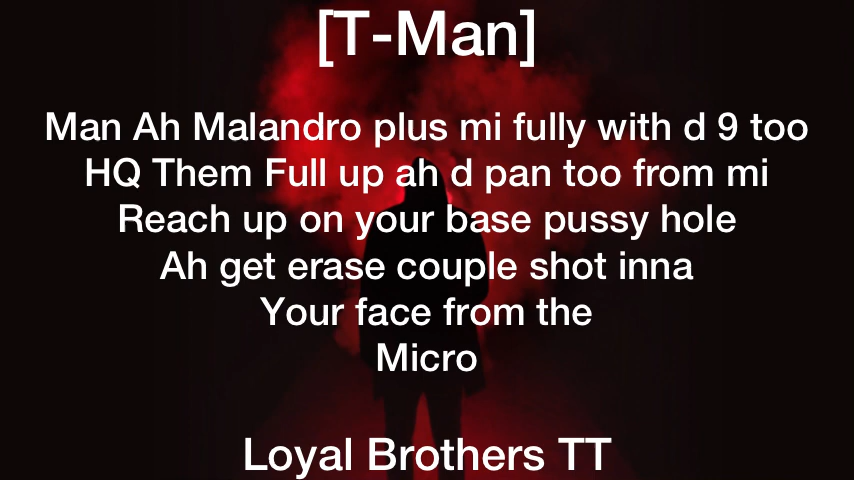 [T-Man]
Man Ah Malandro plus mi fully with d 9 too
HQ Them Full up ah d pan too from mi
Reach up on your base pussy hole
Ah get erase couple shot inna
Your face from the
Micro
Loyal Brothers TT